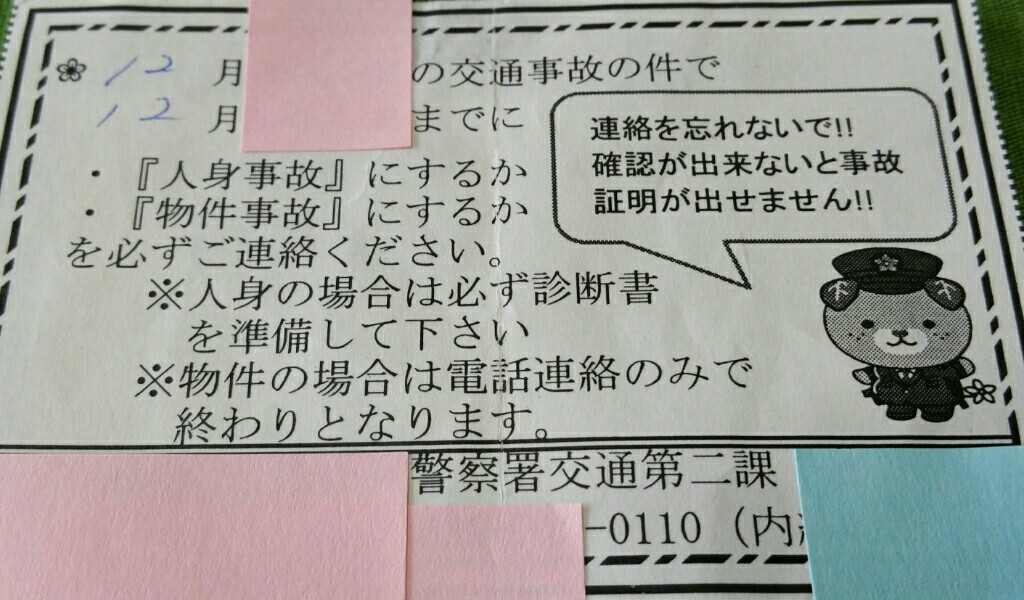 12 月
の交通事故の件で
12 月
までに
・『人身事故』にするか
・『物件事故』にするか
を必ずご連絡ください。
※人身の場合は必ず診断書
を準備して下さい
※物件の場合は電話連絡のみで
終わりとなります。
連絡を忘れないで!!
確認が出来ないと事故
証明が出せません!!
警察署交通第二課
-0110（内